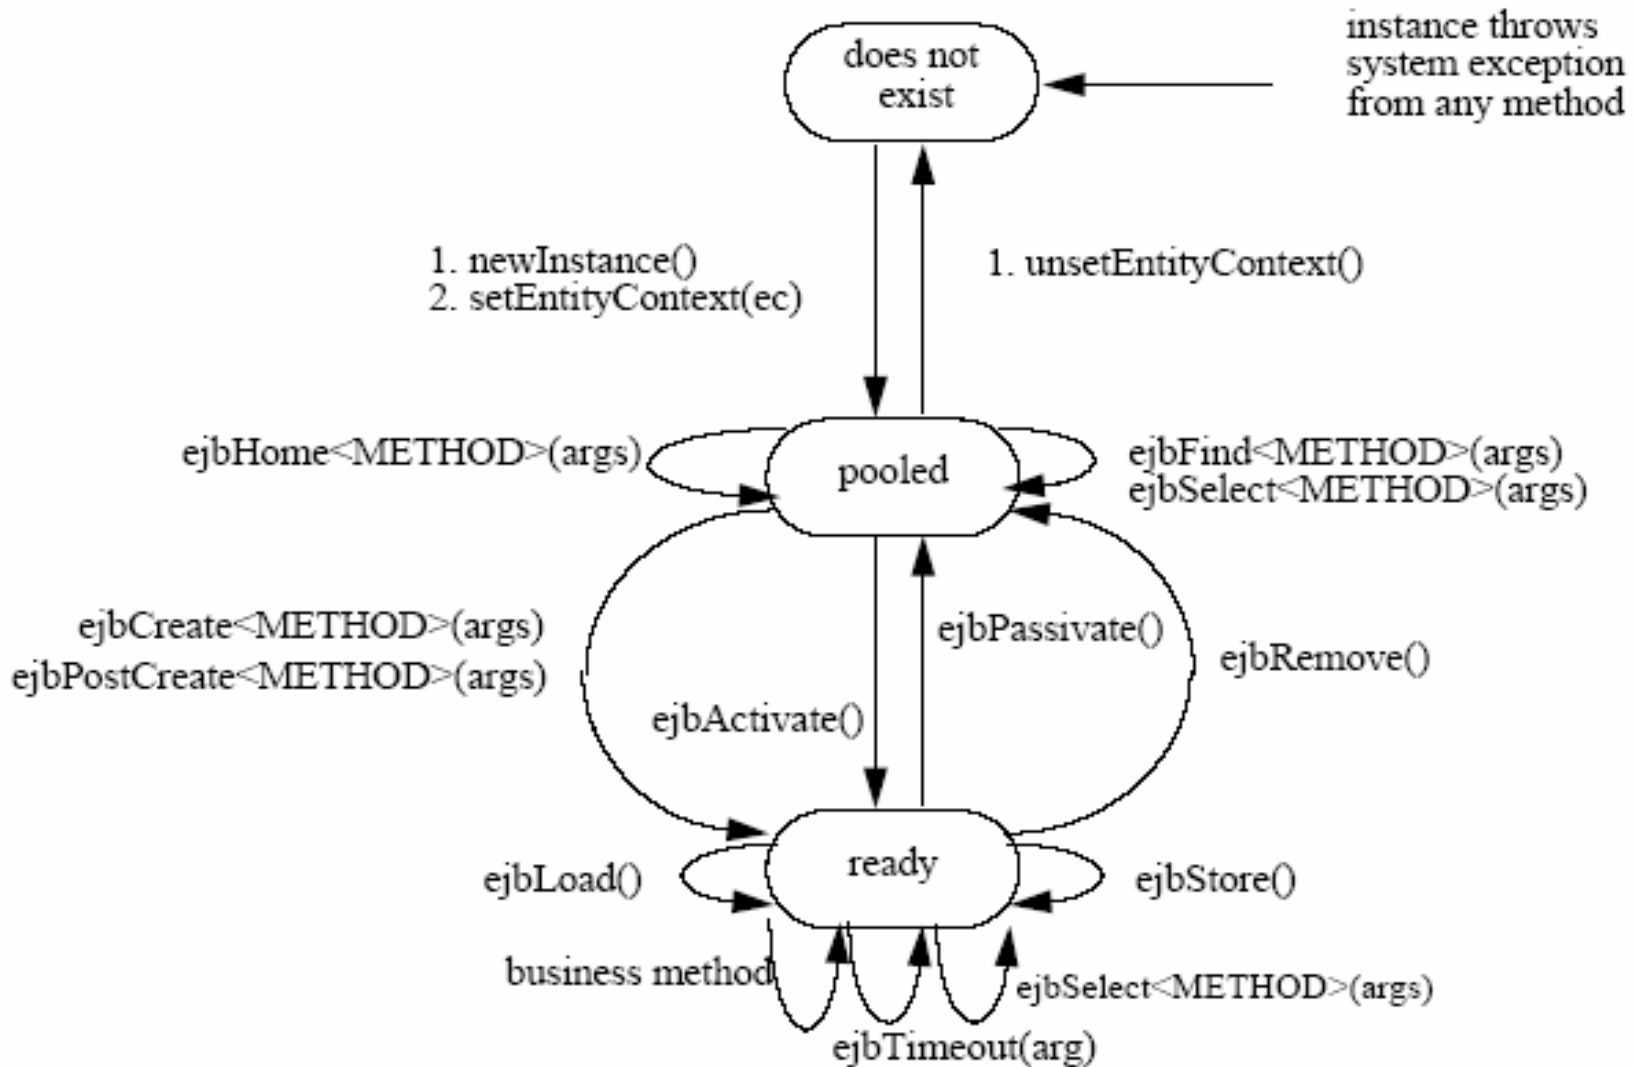 does not
exist
instance throws
system exception
from any method
1. newInstance()
2. setEntityContext(ec)
1. unsetEntityContext()
ejbHome<METHOD>(args)
pooled
ejbFind<METHOD>(args)
ejbSelect<METHOD>(args)
ejbCreate<METHOD>(args)
ejbPostCreate<METHOD>(args)
ejbPassivate()
ejbRemove()
ejbActivate()
ejbLoad()
ready
ejbStore()
business method
ejbSelect<METHOD>(args)
ejbTimeout(arg)